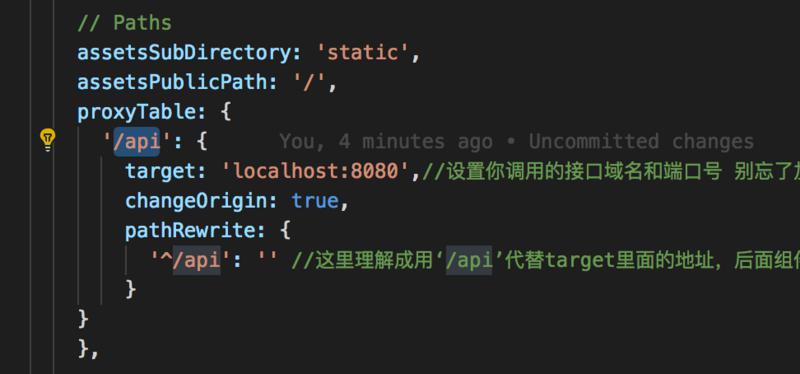 // Paths
assetsSubDirectory: 'static',
assetsPublicPath: '/',
proxyTable: {
'/api': { You, 4 minutes ago • Uncommitted changes
target: 'localhost:8080',//设置你调用的接口域名和端口号 别忘了
changeOrigin: true,
pathRewrite: {
'^/api': '' //这里理解成用‘/api’代替target里面的地址，后面组
}
}
},